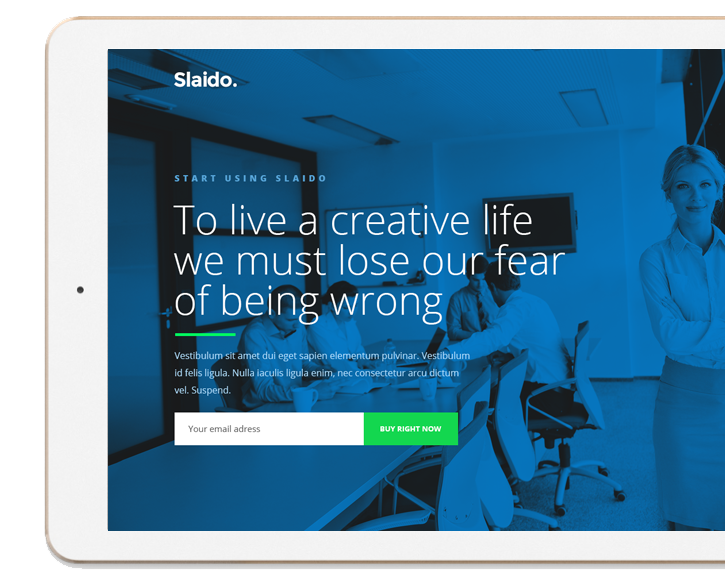 Slaido.
START USING SLAIDO
To live a creative life
we must lose our fear
of being wrong
Vestibulum sit amet dui eget sapien elementum pulvinar. Vestibulum
id felis ligula. Nulla iaculis ligula enim, nec consectetur arcu dictum
vel. Suspend.
Your email adress
BUY RIGHT NOW